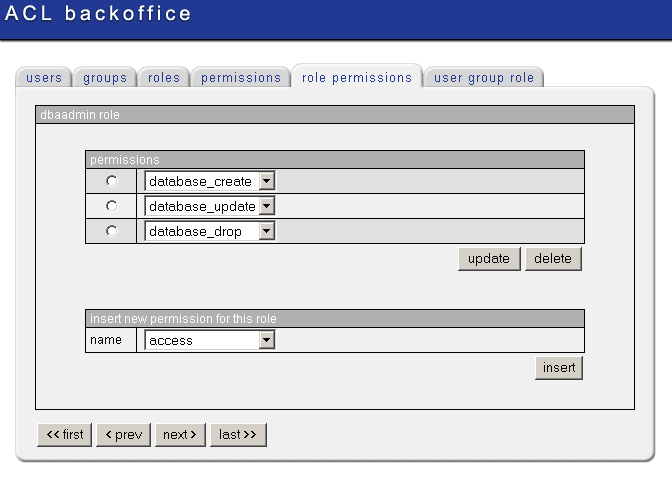 ACL backoffice
users groups roles permissions role permissions user group role
dbaadmin role
permissions
database_create
database_update
database_drop
update delete
insert new permission for this role
name access
insert
<< first < prev next > last >>